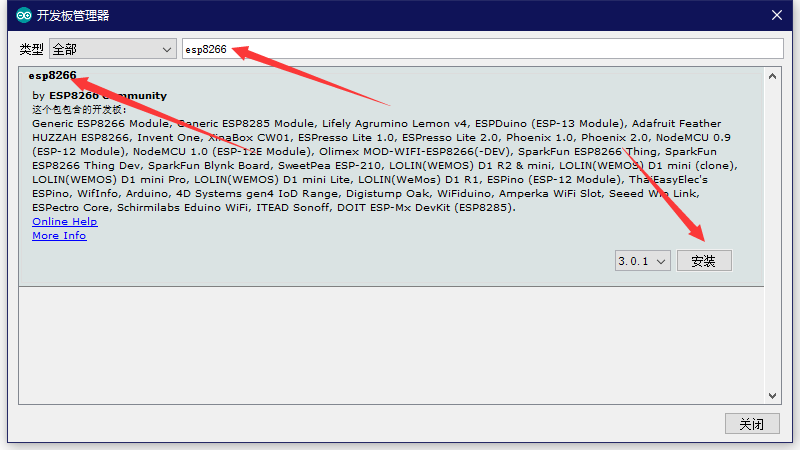 开发板管理器
类型 全部 esp8266
esp8266
by ESP8266 Community
这个包包含的开发板:
Generic ESP8266 Module, Generic ESP8285 Module, Lifely Agrumino Lemon v4, ESPDuino (ESP-13 Module), Adafruit Feather
HUZZAH ESP8266, Invent One, XinaBox CW01, ESPresso Lite 1.0, ESPresso Lite 2.0, Phoenix 1.0, Phoenix 2.0, NodeMCU 0.9
(ESP-12 Module), NodeMCU 1.0 (ESP-12E Module), Olimex MOD-WIFI-ESP8266(-DEV), SparkFun ESP8266 Thing, SparkFun
ESP8266 Thing Dev, SparkFun Blynk Board, SweetPea ESP-210, LOLIN(WEMOS) D1 R2 & mini, LOLIN(WEMOS) D1 mini (clone),
LOLIN(WEMOS) D1 mini Pro, LOLIN(WEMOS) D1 mini Lite, LOLIN(WeMos) D1 R1, ESPino (ESP-12 Module), ThaiEasyElec's
ESPino, WifInfo, Arduino, 4D Systems gen4 IoD Range, Digistump Oak, WiFiduino, Amperka WiFi Slot, Seeed Wio Link,
ESPectro Core, Schirmilabs Eduino WiFi, ITEAD Sonoff, DOIT ESP-Mx DevKit (ESP8285).
Online Help
More Info
3.0.1 安装
关闭